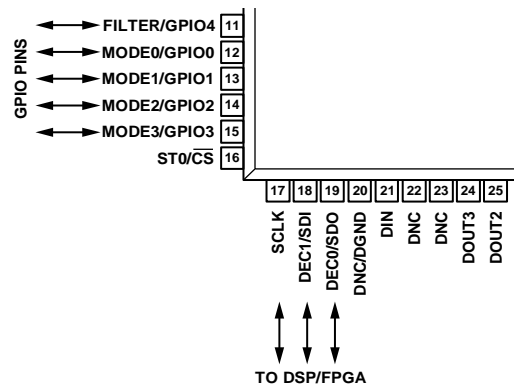 GPIO PINS
FILTER/GPIO4 11
MODE0/GPIO0 12
MODE1/GPIO1 13
MODE2/GPIO2 14
MODE3/GPIO3 15
ST0/CS 16
17 18 19 20 21 22 23 24 25
SCLK
DEC1/SDI
DEC0/SDO
DNC/DGND
DIN
DNC
DNC
DOUT3
DOUT2
TO DSP/FPGA